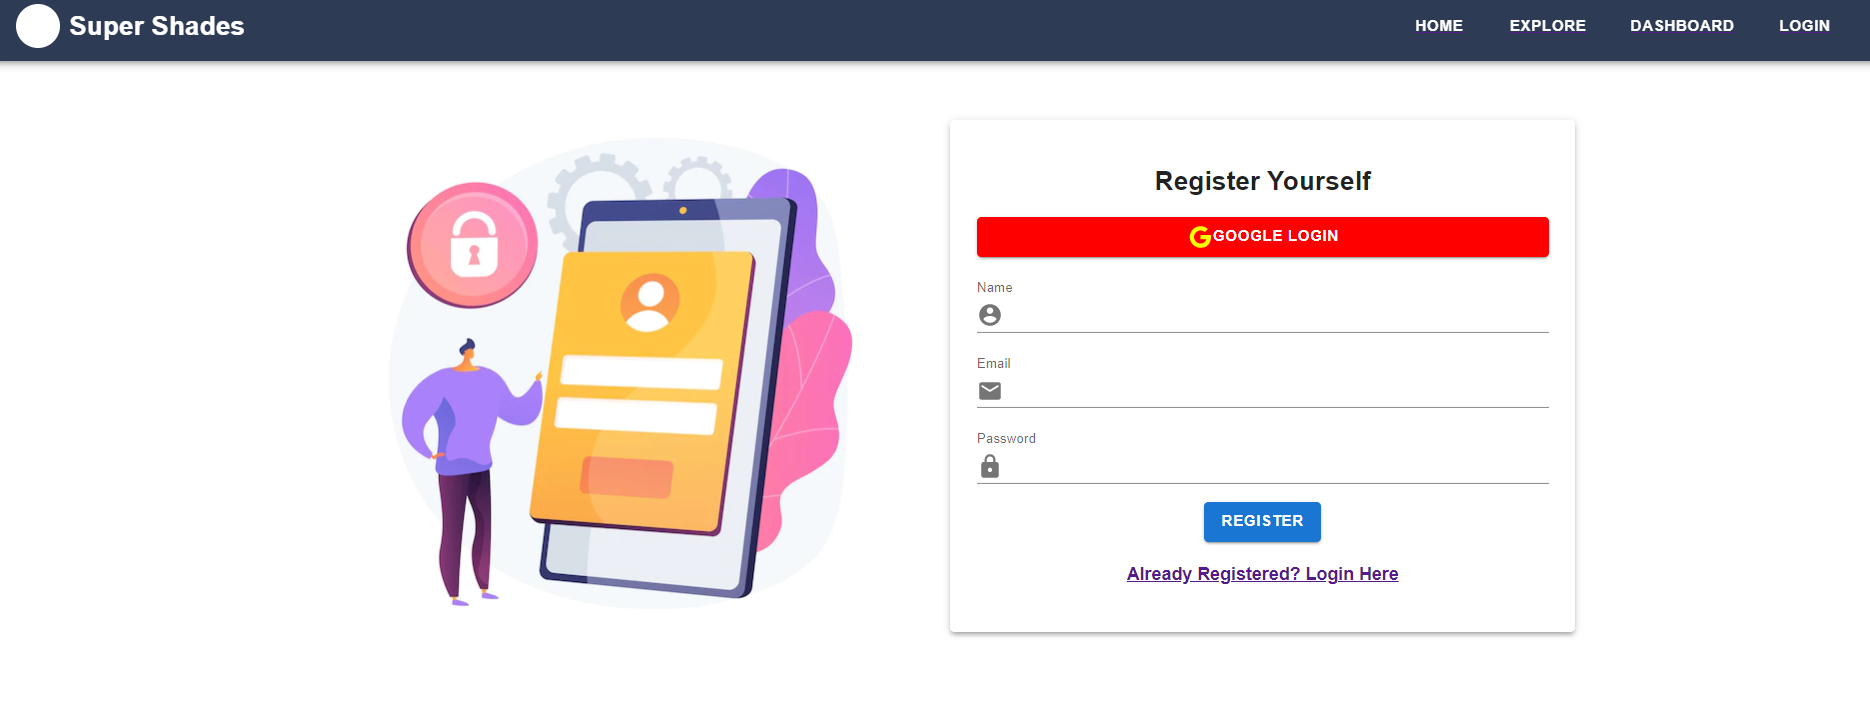 Super Shades
HOME EXPLORE DASHBOARD LOGIN
Register Yourself
GOOGLE LOGIN
Name
Email
Password
REGISTER
Already Registered? Login Here